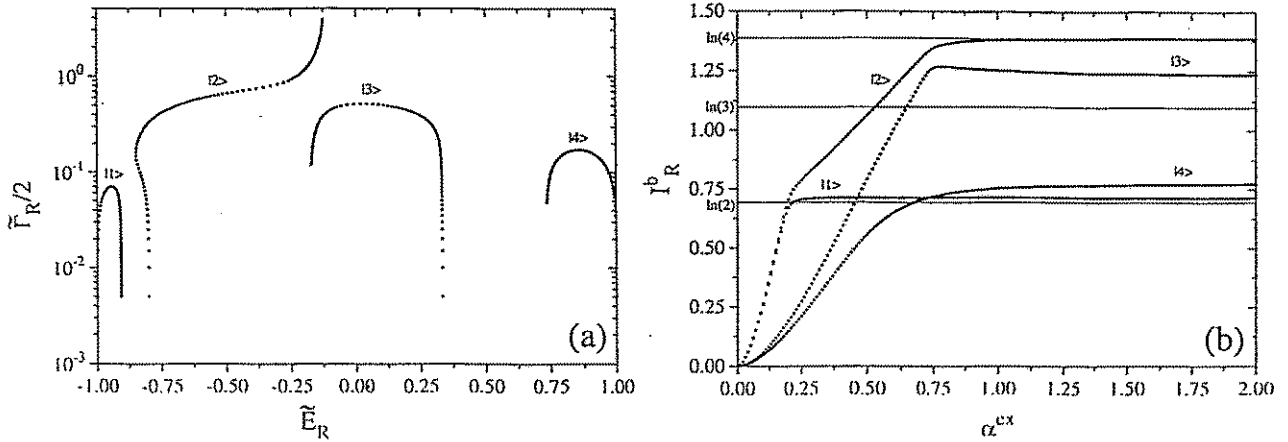 10⁰
10⁻¹
10⁻²
10⁻³
Γ̃_R/2
|1>
|2>
|3>
|4>
(a)
-1.00 -0.75 -0.50 -0.25 0.00 0.25 0.50 0.75 1.00
Ẽ_R
1.50
ln(4)
1.25
ln(3)
1.00
0.75
ln(2)
0.50
0.25
0.00
I^b_R
|2>
|3>
|1>
|4>
(b)
0.00 0.25 0.50 0.75 1.00 1.25 1.50 1.75 2.00
α^ex